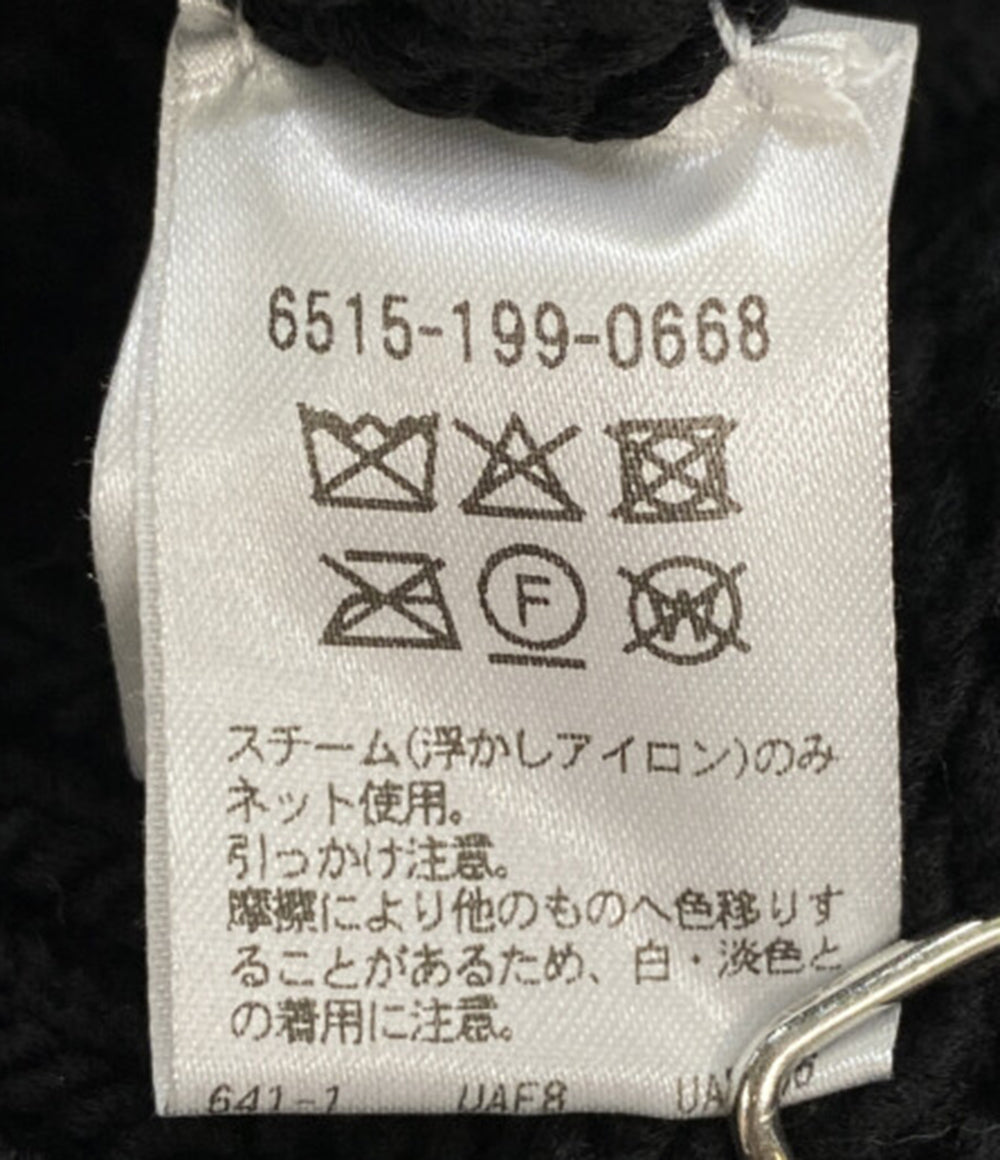 6515-199-0668
F
W
スチーム(浮かしアイロン)のみ
ネット使用。
引っかけ注意。
摩擦により他のものへ色移りす
ることがあるため、白・淡色と
の着用に注意。
641-1 UAF8